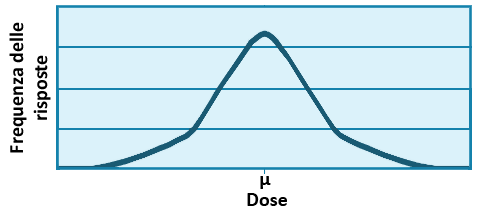 Frequenza delle
risposte
μ
Dose